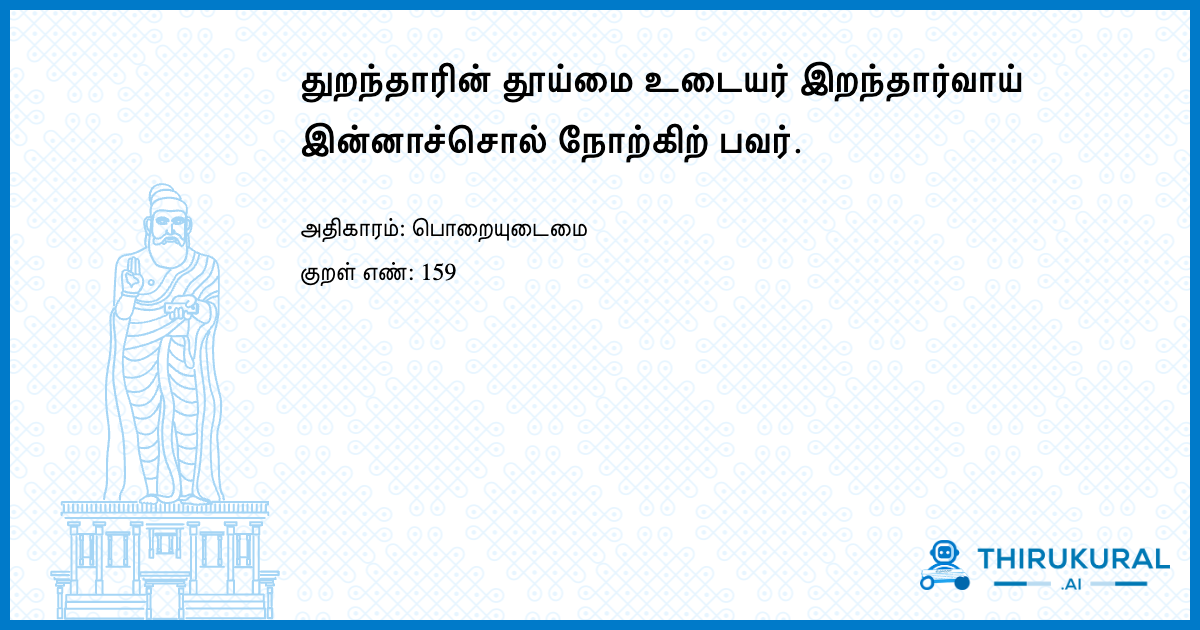 துறந்தாரின் தூய்மை உடையர் இறந்தார்வாய்
இன்னாச்சொல் நோற்கிற் பவர்.
அதிகாரம்: பொறையுடைமை
குறள் எண்: 159
THIRUKURAL
.AI